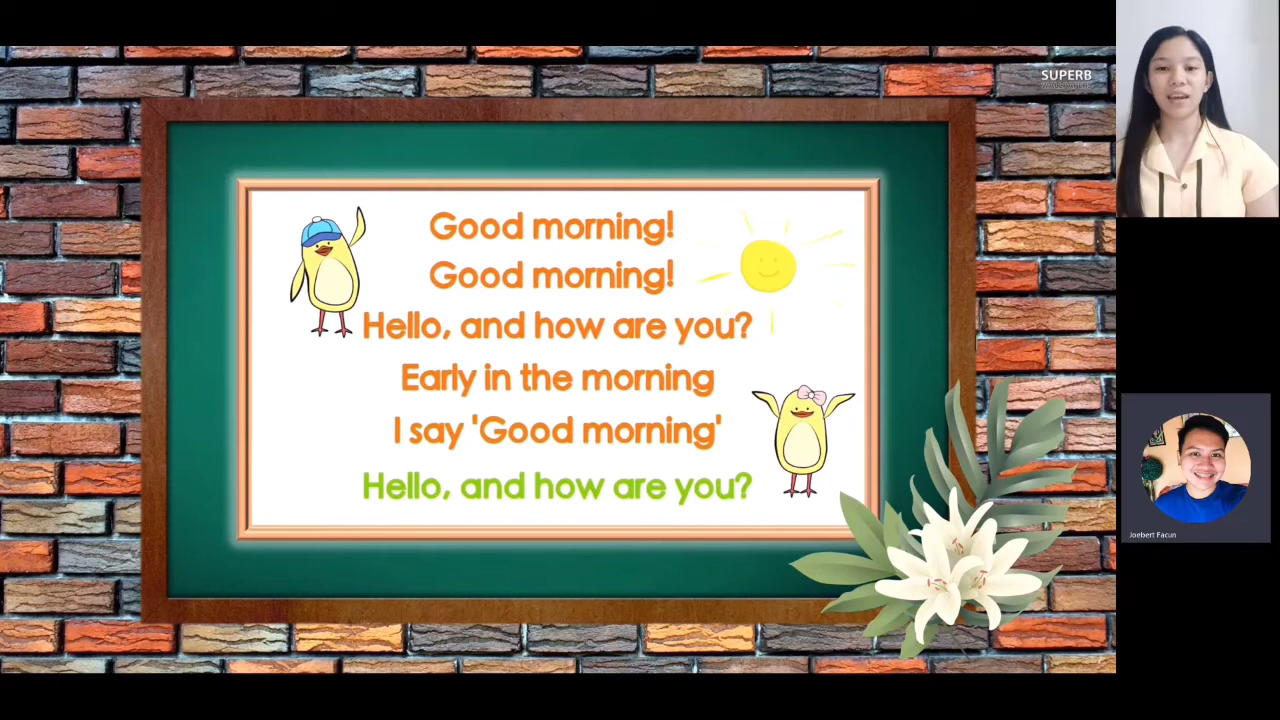 SUPERB
Good morning!
Good morning!
Hello, and how are you?
Early in the morning
I say 'Good morning'
Hello, and how are you?
Joebert Facun